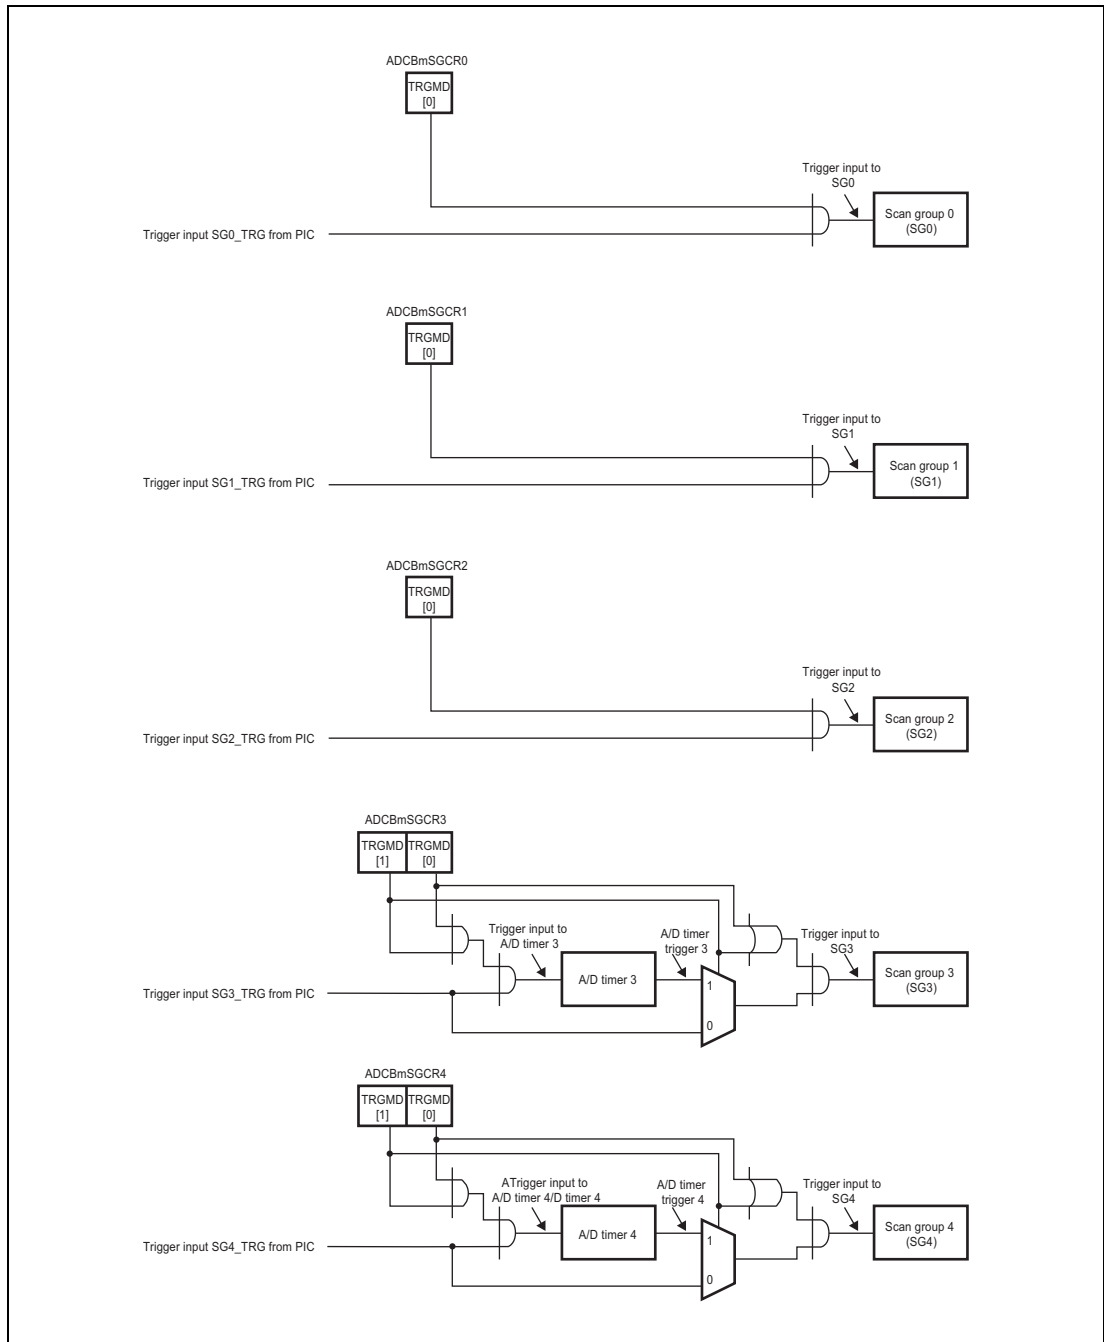 ADCBmSGCR0
TRGMD
[0]
Trigger input to
SG0
Scan group 0
(SG0)
Trigger input SG0_TRG from PIC
ADCBmSGCR1
TRGMD
[0]
Trigger input to
SG1
Scan group 1
(SG1)
Trigger input SG1_TRG from PIC
ADCBmSGCR2
TRGMD
[0]
Trigger input to
SG2
Scan group 2
(SG2)
Trigger input SG2_TRG from PIC
ADCBmSGCR3
TRGMD TRGMD
[1] [0]
Trigger input to
A/D timer 3
A/D timer
trigger 3
Trigger input to
SG3
A/D timer 3
1
0
Scan group 3
(SG3)
Trigger input SG3_TRG from PIC
ADCBmSGCR4
TRGMD TRGMD
[1] [0]
ATrigger input to
A/D timer 4/D timer 4
A/D timer
trigger 4
Trigger input to
SG4
A/D timer 4
1
0
Scan group 4
(SG4)
Trigger input SG4_TRG from PIC